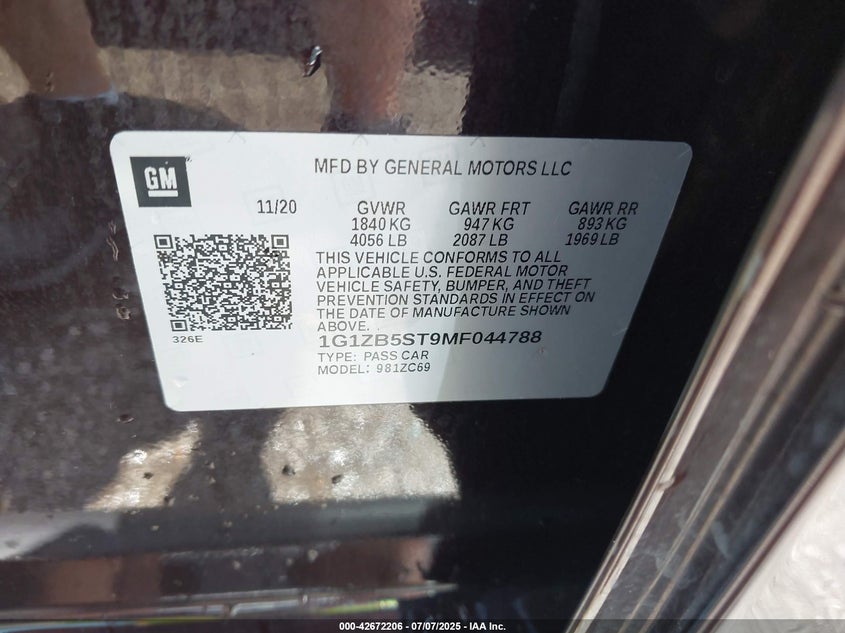 GM
MFD BY GENERAL MOTORS LLC
11/20 GVWR GAWR FRT GAWR RR
1840 KG 947 KG 893 KG
4056 LB 2087 LB 1969 LB
THIS VEHICLE CONFORMS TO ALL
APPLICABLE U.S. FEDERAL MOTOR
VEHICLE SAFETY, BUMPER, AND THEFT
PREVENTION STANDARDS IN EFFECT ON
THE DATE OF MANUFACTURE SHOWN
ABOVE.
326E
1G1ZB5ST9MF044788
TYPE: PASS CAR
MODEL: 981ZC69
000-42672206 - 07/07/2025 - IAA Inc.